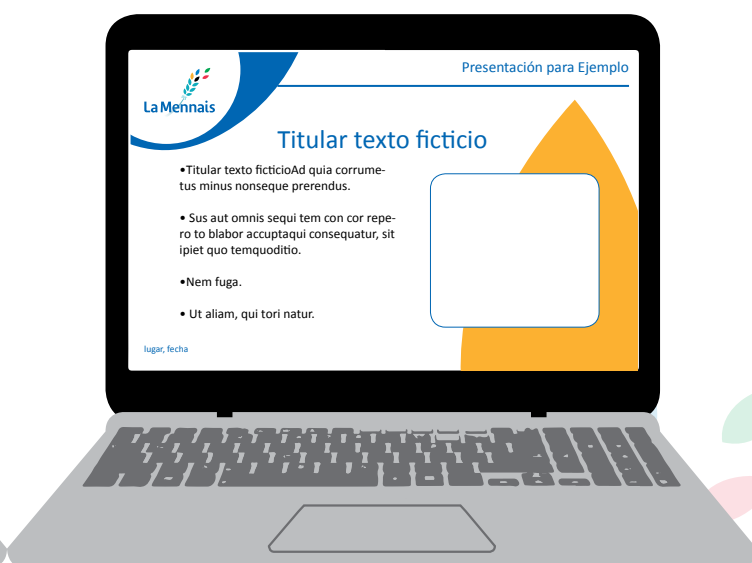 Presentación para Ejemplo
La Mennais
Titular texto ficticio
•Titular texto ficticioAd quia corrume-
tus minus nonseque prerendus.
• Sus aut omnis sequi tem con cor repe-
ro to blabor accuptaqui consequatur, sit
ipiet quo temquoditio.
•Nem fuga.
• Ut aliam, qui tori natur.
lugar, fecha